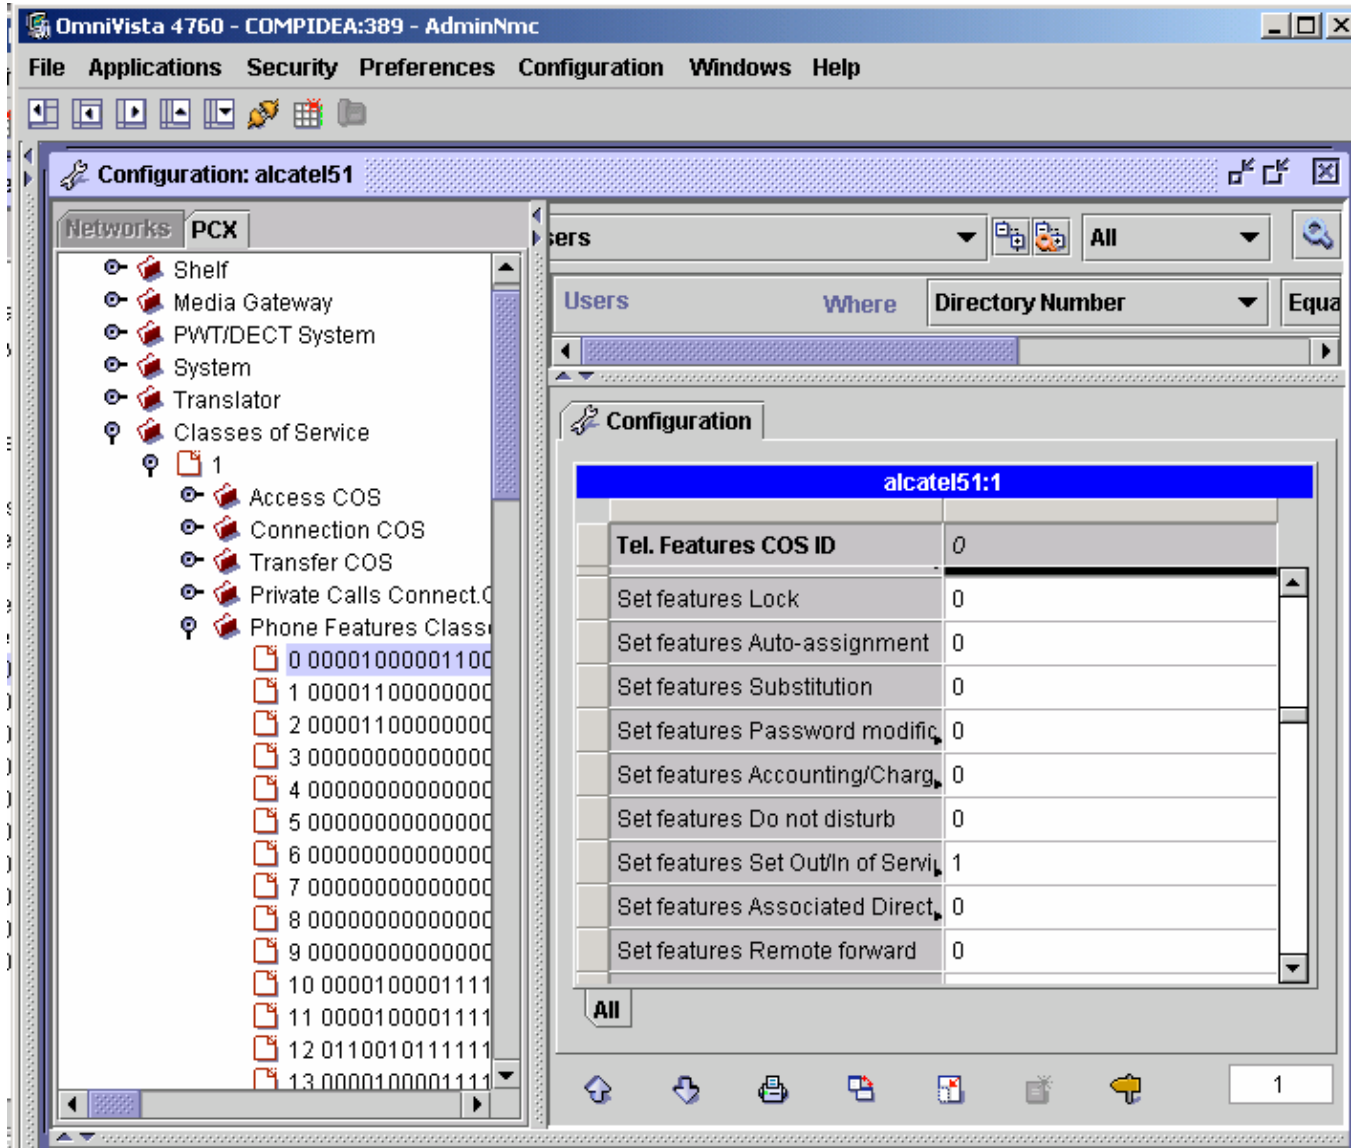 OmniVista 4760 - COMPIDEA:389 - AdminNmc
File Applications Security Preferences Configuration Windows Help
Configuration: alcatel51
Networks PCX
Shelf
Media Gateway
PWT/DECT System
System
Translator
Classes of Service
1
Access COS
Connection COS
Transfer COS
Private Calls Connect.C
Phone Features Class
0 00001000001100
1 00001100000000
2 00001100000000
3 00000000000000
4 00000000000000
5 00000000000000
6 00000000000000
7 00000000000000
8 00000000000000
9 00000000000000
10 0000100001111
11 0000100001111
12 0110010111111
13 0000100001111
sers All
Users Where Directory Number Equa
Configuration
alcatel51:1
Tel. Features COS ID 0
Set features Lock 0
Set features Auto-assignment 0
Set features Substitution 0
Set features Password modific 0
Set features Accounting/Charg 0
Set features Do not disturb 0
Set features Set Out/In of Servi 1
Set features Associated Direct 0
Set features Remote forward 0
All
1